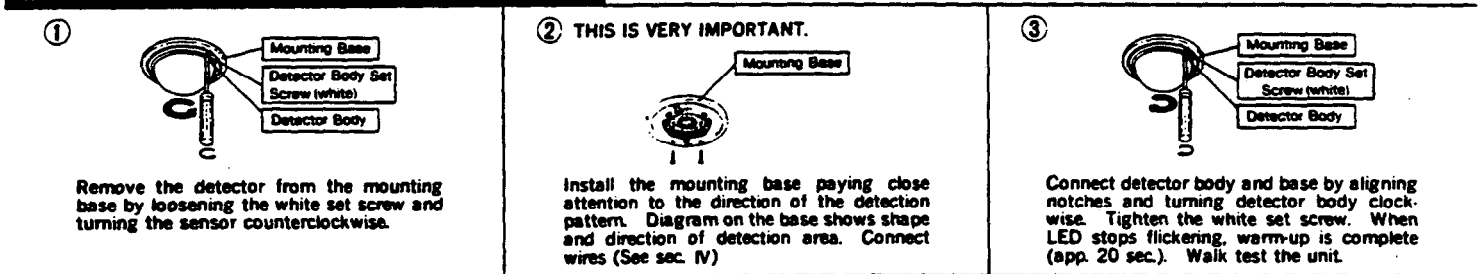 ①
Mounting Base
Detector Body Set
Screw (white)
Detector Body
Remove the detector from the mounting
base by loosening the white set screw and
turning the sensor counterclockwise.
② THIS IS VERY IMPORTANT.
Mounting Base
Install the mounting base paying close
attention to the direction of the detection
pattern. Diagram on the base shows shape
and direction of detection area. Connect
wires (See sec. IV)
③
Mounting Base
Detector Body Set
Screw (white)
Detector Body
Connect detector body and base by aligning
notches and turning detector body clock-
wise. Tighten the white set screw. When
LED stops flickering, warm-up is complete
(app. 20 sec.). Walk test the unit.